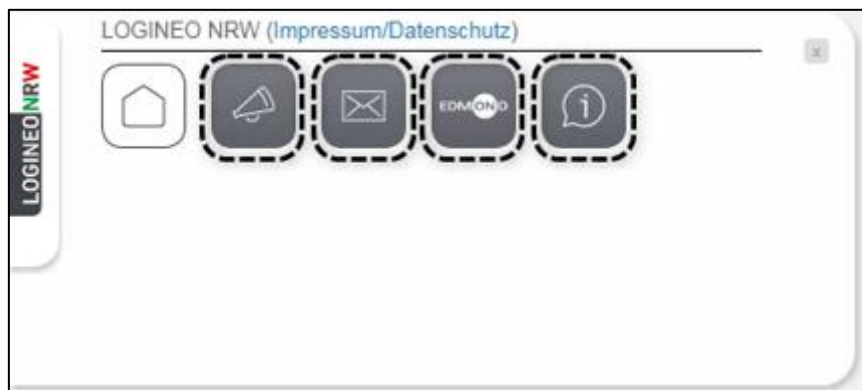 LOGINEO NRW (Impressum/Datenschutz)
x
LOGINEO NRW
EDMOND
i